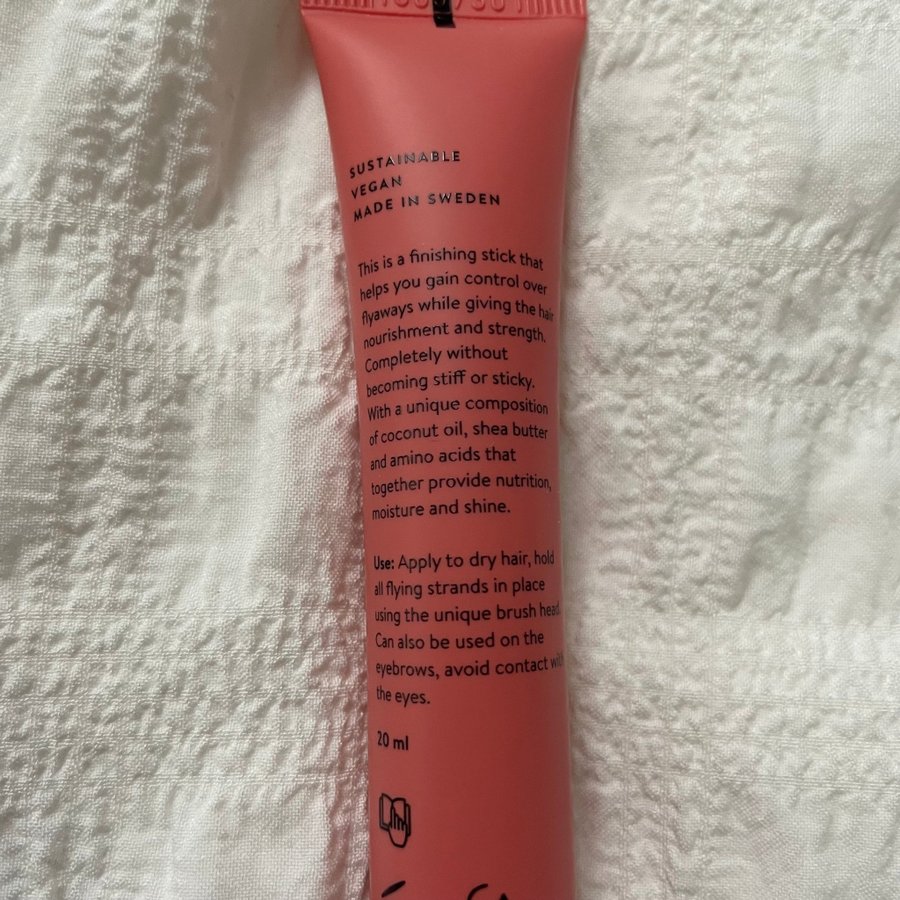 SUSTAINABLE
VEGAN
MADE IN SWEDEN
This is a finishing stick that
helps you gain control over
flyaways while giving the hair
nourishment and strength.
Completely without
becoming stiff or sticky.
With a unique composition
of coconut oil, shea butter
and amino acids that
together provide nutrition,
moisture and shine.
Use: Apply to dry hair, hold
all flying strands in place
using the unique brush head.
Can also be used on the
eyebrows, avoid contact with
the eyes.
20 ml